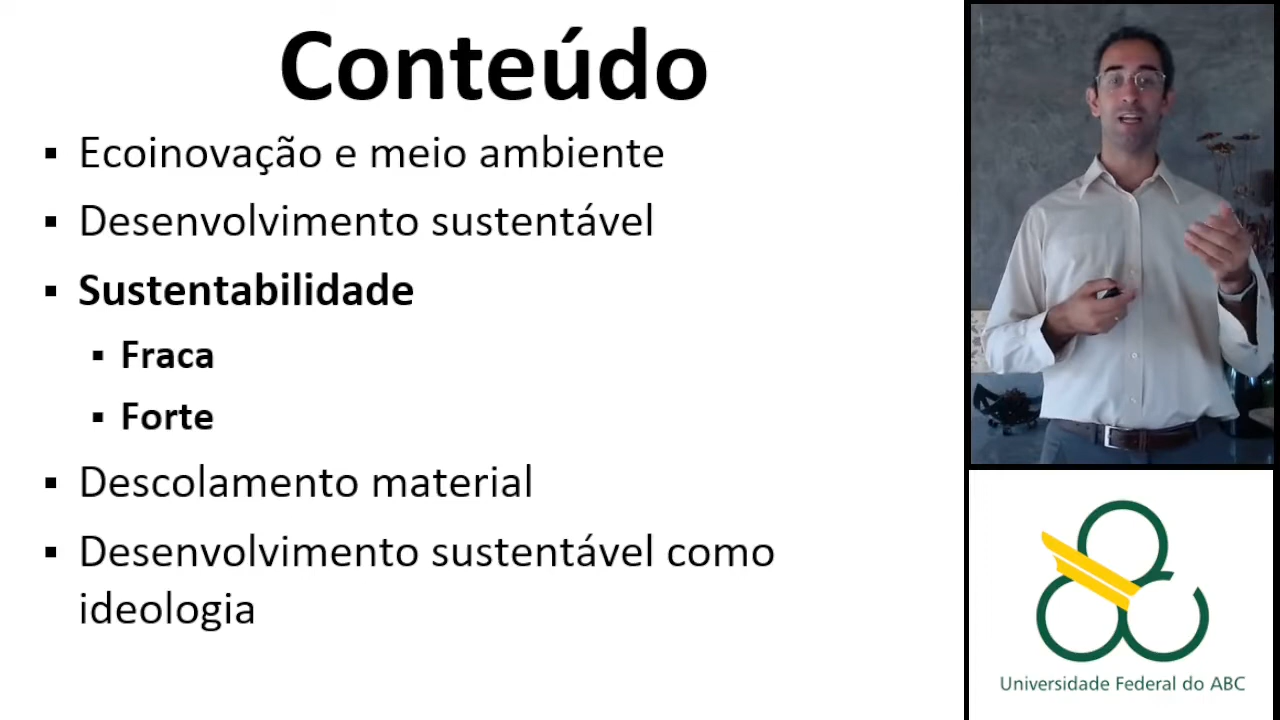 Conteúdo
▪ Ecoinovação e meio ambiente
▪ Desenvolvimento sustentável
▪ Sustentabilidade
▪ Fraca
▪ Forte
▪ Descolamento material
▪ Desenvolvimento sustentável como
ideologia
Universidade Federal do ABC